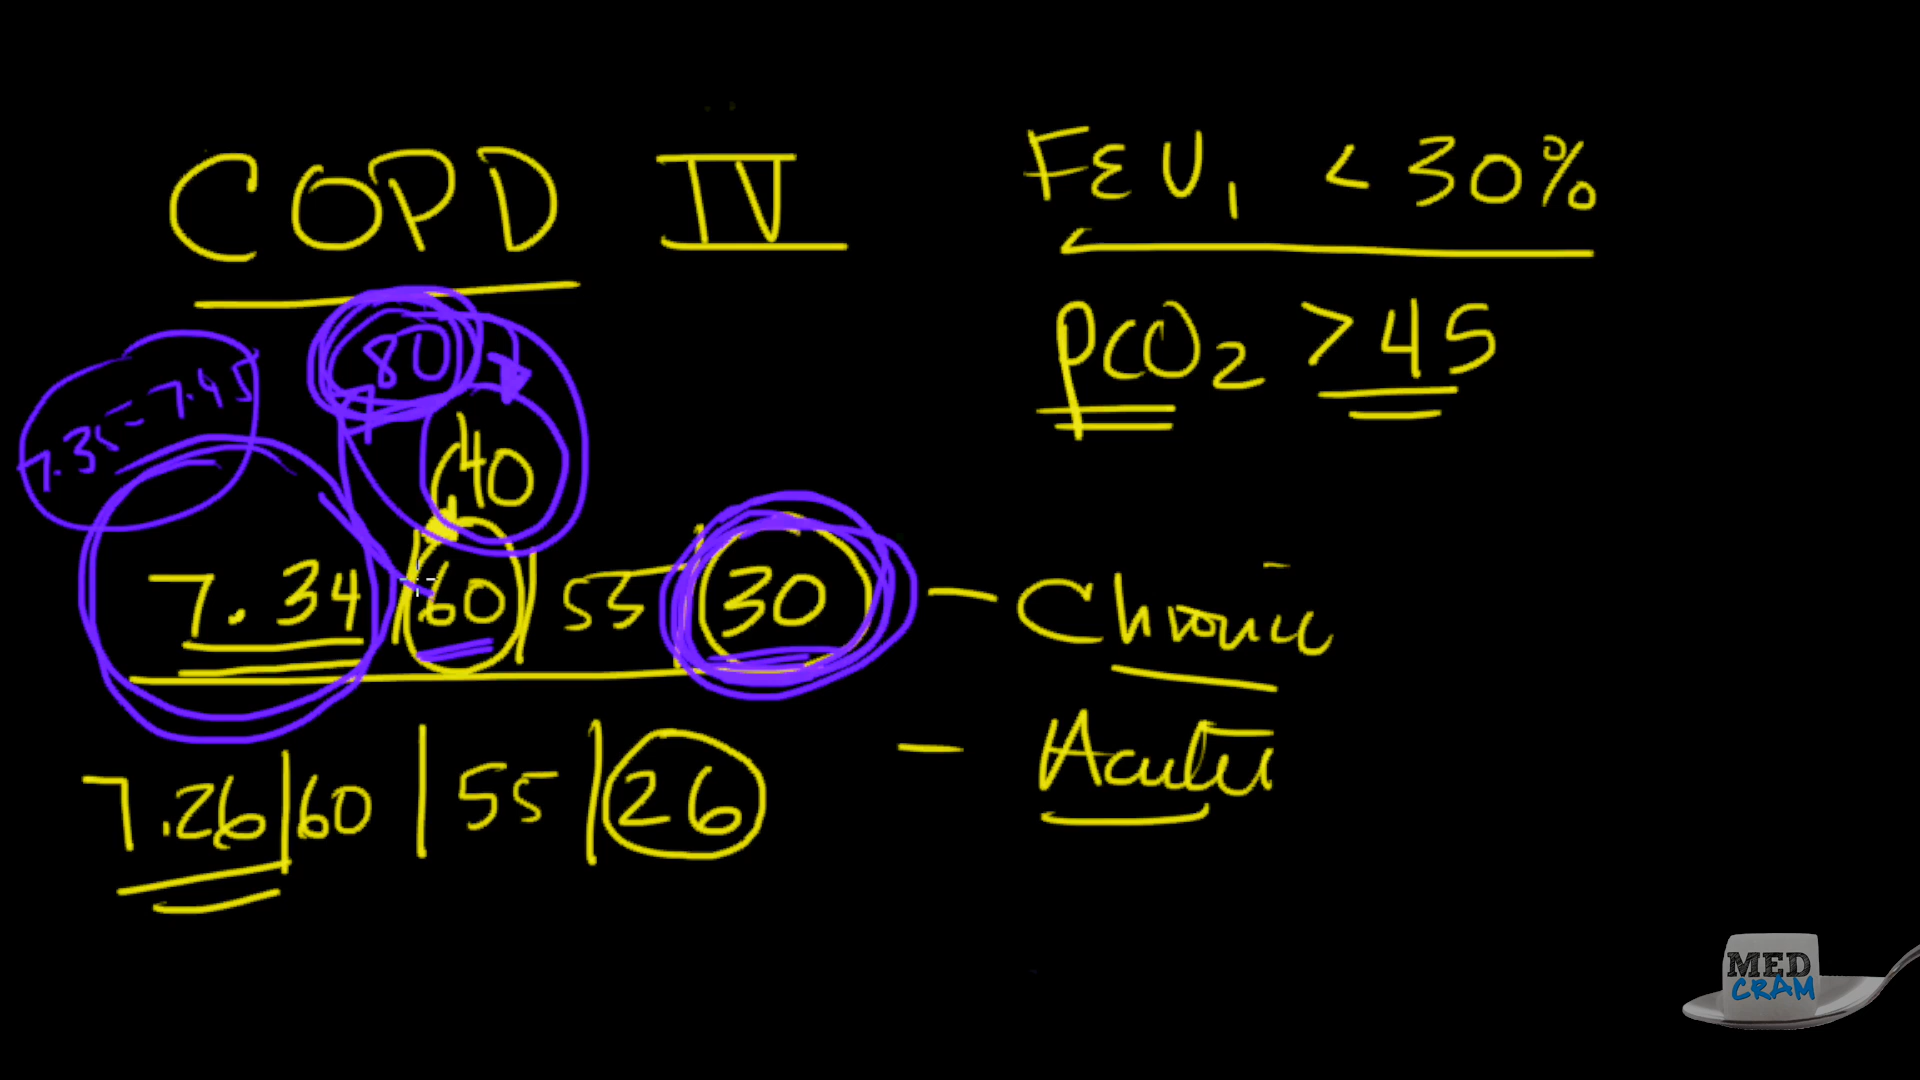 COPD IV FEV1 <30%
pCO2 >45
80
7.35-7.45
40
7.34 | 60 | 55 | 30 - Chronic
7.26 | 60 | 55 | 26 - Acute
MED
CRAM